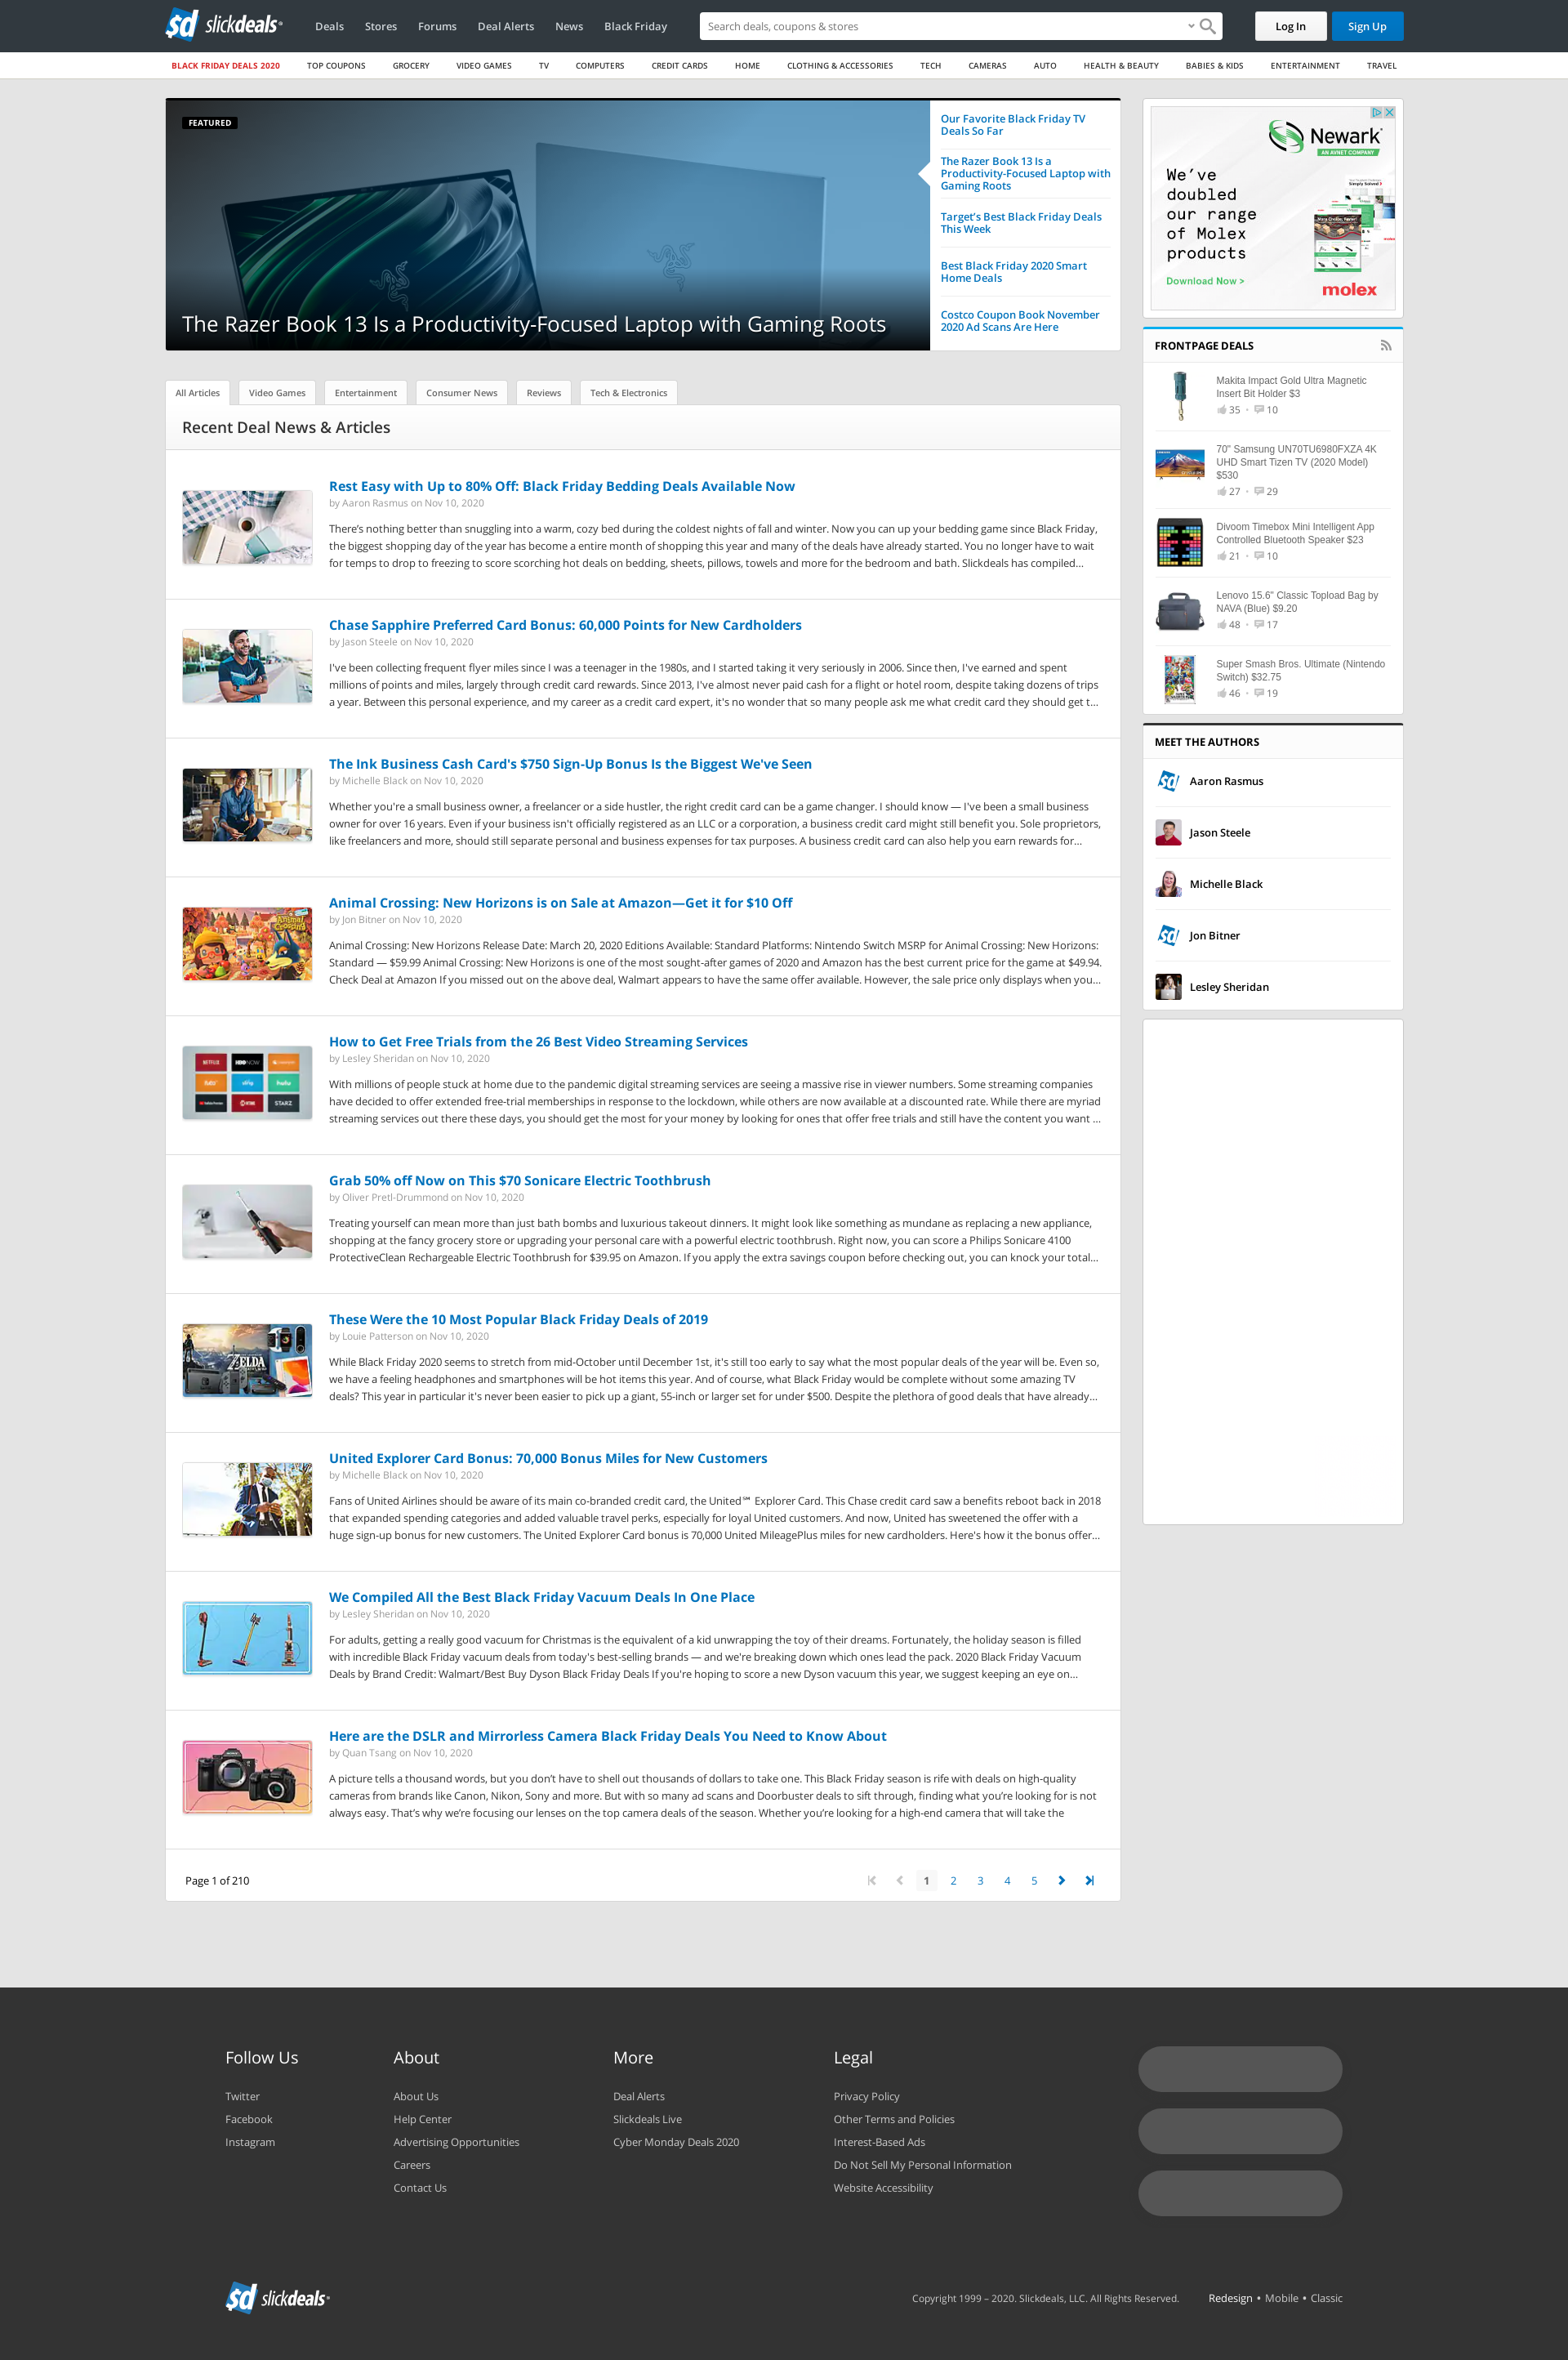 sd slickdeals
Deals Stores Forums Deal Alerts News Black Friday
Search deals, coupons & stores
Log In Sign Up
BLACK FRIDAY DEALS 2020 TOP COUPONS GROCERY VIDEO GAMES TV COMPUTERS CREDIT CARDS HOME CLOTHING & ACCESSORIES TECH CAMERAS AUTO HEALTH & BEAUTY BABIES & KIDS ENTERTAINMENT TRAVEL
FEATURED
The Razer Book 13 Is a Productivity-Focused Laptop with Gaming Roots
Our Favorite Black Friday TV
Deals So Far
The Razer Book 13 Is a
Productivity-Focused Laptop with
Gaming Roots
Target’s Best Black Friday Deals
This Week
Best Black Friday 2020 Smart
Home Deals
Costco Coupon Book November
2020 Ad Scans Are Here
All Articles Video Games Entertainment Consumer News Reviews Tech & Electronics
Recent Deal News & Articles
Rest Easy with Up to 80% Off: Black Friday Bedding Deals Available Now
by Aaron Rasmus on Nov 10, 2020
There’s nothing better than snuggling into a warm, cozy bed during the coldest nights of fall and winter. Now you can up your bedding game since Black Friday,
the biggest shopping day of the year has become a entire month of shopping this year and many of the deals have already started. You no longer have to wait
for temps to drop to freezing to score scorching hot deals on bedding, sheets, pillows, towels and more for the bedroom and bath. Slickdeals has compiled…
Chase Sapphire Preferred Card Bonus: 60,000 Points for New Cardholders
by Jason Steele on Nov 10, 2020
I've been collecting frequent flyer miles since I was a teenager in the 1980s, and I started taking it very seriously in 2006. Since then, I've earned and spent
millions of points and miles, largely through credit card rewards. Since 2013, I've almost never paid cash for a flight or hotel room, despite taking dozens of trips
a year. Between this personal experience, and my career as a credit card expert, it's no wonder that so many people ask me what credit card they should get t…
The Ink Business Cash Card's $750 Sign-Up Bonus Is the Biggest We've Seen
by Michelle Black on Nov 10, 2020
Whether you're a small business owner, a freelancer or a side hustler, the right credit card can be a game changer. I should know — I've been a small business
owner for over 16 years. Even if your business isn't officially registered as an LLC or a corporation, a business credit card might still benefit you. Sole proprietors,
like freelancers and more, should still separate personal and business expenses for tax purposes. A business credit card can also help you earn rewards for…
Animal Crossing: New Horizons is on Sale at Amazon—Get it for $10 Off
by Jon Bitner on Nov 10, 2020
Animal Crossing: New Horizons Release Date: March 20, 2020 Editions Available: Standard Platforms: Nintendo Switch MSRP for Animal Crossing: New Horizons:
Standard — $59.99 Animal Crossing: New Horizons is one of the most sought-after games of 2020 and Amazon has the best current price for the game at $49.94.
Check Deal at Amazon If you missed out on the above deal, Walmart appears to have the same offer available. However, the sale price only displays when you…
How to Get Free Trials from the 26 Best Video Streaming Services
by Lesley Sheridan on Nov 10, 2020
With millions of people stuck at home due to the pandemic digital streaming services are seeing a massive rise in viewer numbers. Some streaming companies
have decided to offer extended free-trial memberships in response to the lockdown, while others are now available at a discounted rate. While there are myriad
streaming services out there these days, you should get the most for your money by looking for ones that offer free trials and still have the content you want …
Grab 50% off Now on This $70 Sonicare Electric Toothbrush
by Oliver Pretl-Drummond on Nov 10, 2020
Treating yourself can mean more than just bath bombs and luxurious takeout dinners. It might look like something as mundane as replacing a new appliance,
shopping at the fancy grocery store or upgrading your personal care with a powerful electric toothbrush. Right now, you can score a Philips Sonicare 4100
ProtectiveClean Rechargeable Electric Toothbrush for $39.95 on Amazon. If you apply the extra savings coupon before checking out, you can knock your total…
These Were the 10 Most Popular Black Friday Deals of 2019
by Louie Patterson on Nov 10, 2020
While Black Friday 2020 seems to stretch from mid-October until December 1st, it's still too early to say what the most popular deals of the year will be. Even so,
we have a feeling headphones and smartphones will be hot items this year. And of course, what Black Friday would be complete without some amazing TV
deals? This year in particular it's never been easier to pick up a giant, 55-inch or larger set for under $500. Despite the plethora of good deals that have already…
ZELDA
United Explorer Card Bonus: 70,000 Bonus Miles for New Customers
by Michelle Black on Nov 10, 2020
Fans of United Airlines should be aware of its main co-branded credit card, the United℠ Explorer Card. This Chase credit card saw a benefits reboot back in 2018
that expanded spending categories and added valuable travel perks, especially for loyal United customers. And now, United has sweetened the offer with a
huge sign-up bonus for new customers. The United Explorer Card bonus is 70,000 United MileagePlus miles for new cardholders. Here's how it the bonus offer…
We Compiled All the Best Black Friday Vacuum Deals In One Place
by Lesley Sheridan on Nov 10, 2020
For adults, getting a really good vacuum for Christmas is the equivalent of a kid unwrapping the toy of their dreams. Fortunately, the holiday season is filled
with incredible Black Friday vacuum deals from today's best-selling brands — and we're breaking down which ones lead the pack. 2020 Black Friday Vacuum
Deals by Brand Credit: Walmart/Best Buy Dyson Black Friday Deals If you're hoping to score a new Dyson vacuum this year, we suggest keeping an eye on…
Here are the DSLR and Mirrorless Camera Black Friday Deals You Need to Know About
by Quan Tsang on Nov 10, 2020
A picture tells a thousand words, but you don’t have to shell out thousands of dollars to take one. This Black Friday season is rife with deals on high-quality
cameras from brands like Canon, Nikon, Sony and more. But with so many ad scans and Doorbuster deals to sift through, finding what you’re looking for is not
always easy. That’s why we’re focusing our lenses on the top camera deals of the season. Whether you’re looking for a high-end camera that will take the
Page 1 of 210
1 2 3 4 5
Newark
AN AVNET COMPANY
We’ve
doubled
our range
of Molex
products
Download Now >
molex
FRONTPAGE DEALS
Makita Impact Gold Ultra Magnetic
Insert Bit Holder $3
35 • 10
70" Samsung UN70TU6980FXZA 4K
UHD Smart Tizen TV (2020 Model)
$530
27 • 29
Divoom Timebox Mini Intelligent App
Controlled Bluetooth Speaker $23
21 • 10
Lenovo 15.6" Classic Topload Bag by
NAVA (Blue) $9.20
48 • 17
Super Smash Bros. Ultimate (Nintendo
Switch) $32.75
46 • 19
MEET THE AUTHORS
Aaron Rasmus
Jason Steele
Michelle Black
Jon Bitner
Lesley Sheridan
Follow Us
Twitter
Facebook
Instagram
About
About Us
Help Center
Advertising Opportunities
Careers
Contact Us
More
Deal Alerts
Slickdeals Live
Cyber Monday Deals 2020
Legal
Privacy Policy
Other Terms and Policies
Interest-Based Ads
Do Not Sell My Personal Information
Website Accessibility
sd slickdeals
Copyright 1999 – 2020. Slickdeals, LLC. All Rights Reserved.
Redesign • Mobile • Classic